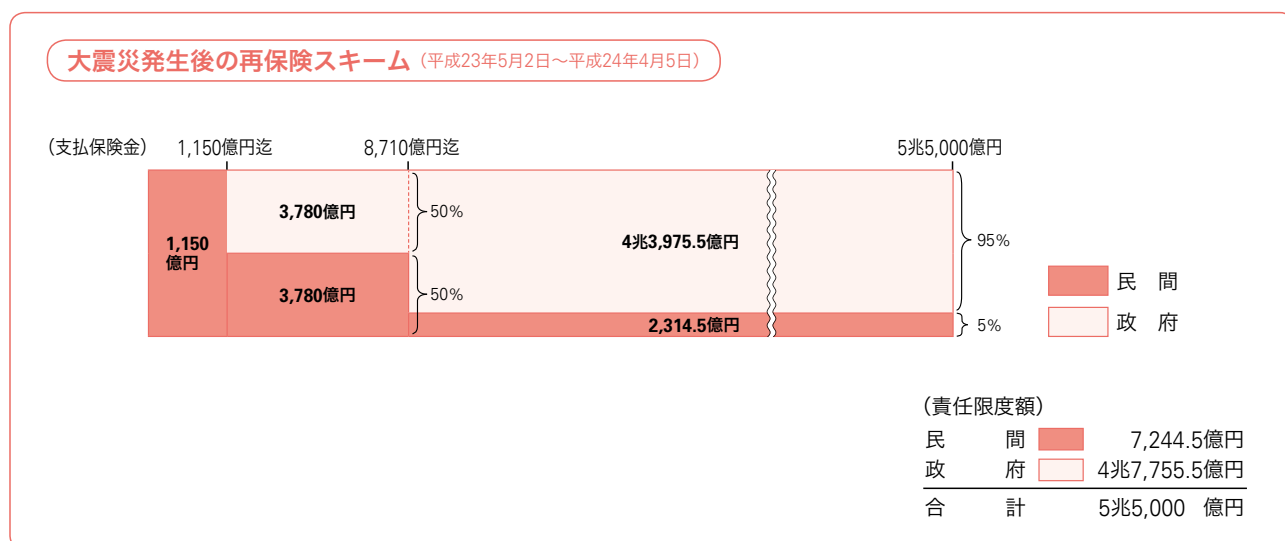 大震災発生後の再保険スキーム（平成23年5月2日～平成24年4月5日）
（支払保険金） 1,150億円迄 8,710億円迄 5兆5,000億円
1,150
億円
3,780億円
50%
3,780億円
50%
4兆3,975.5億円
95%
2,314.5億円
5%
民 間
政 府
（責任限度額）
民 間 7,244.5億円
政 府 4兆7,755.5億円
合 計 5兆5,000 億円